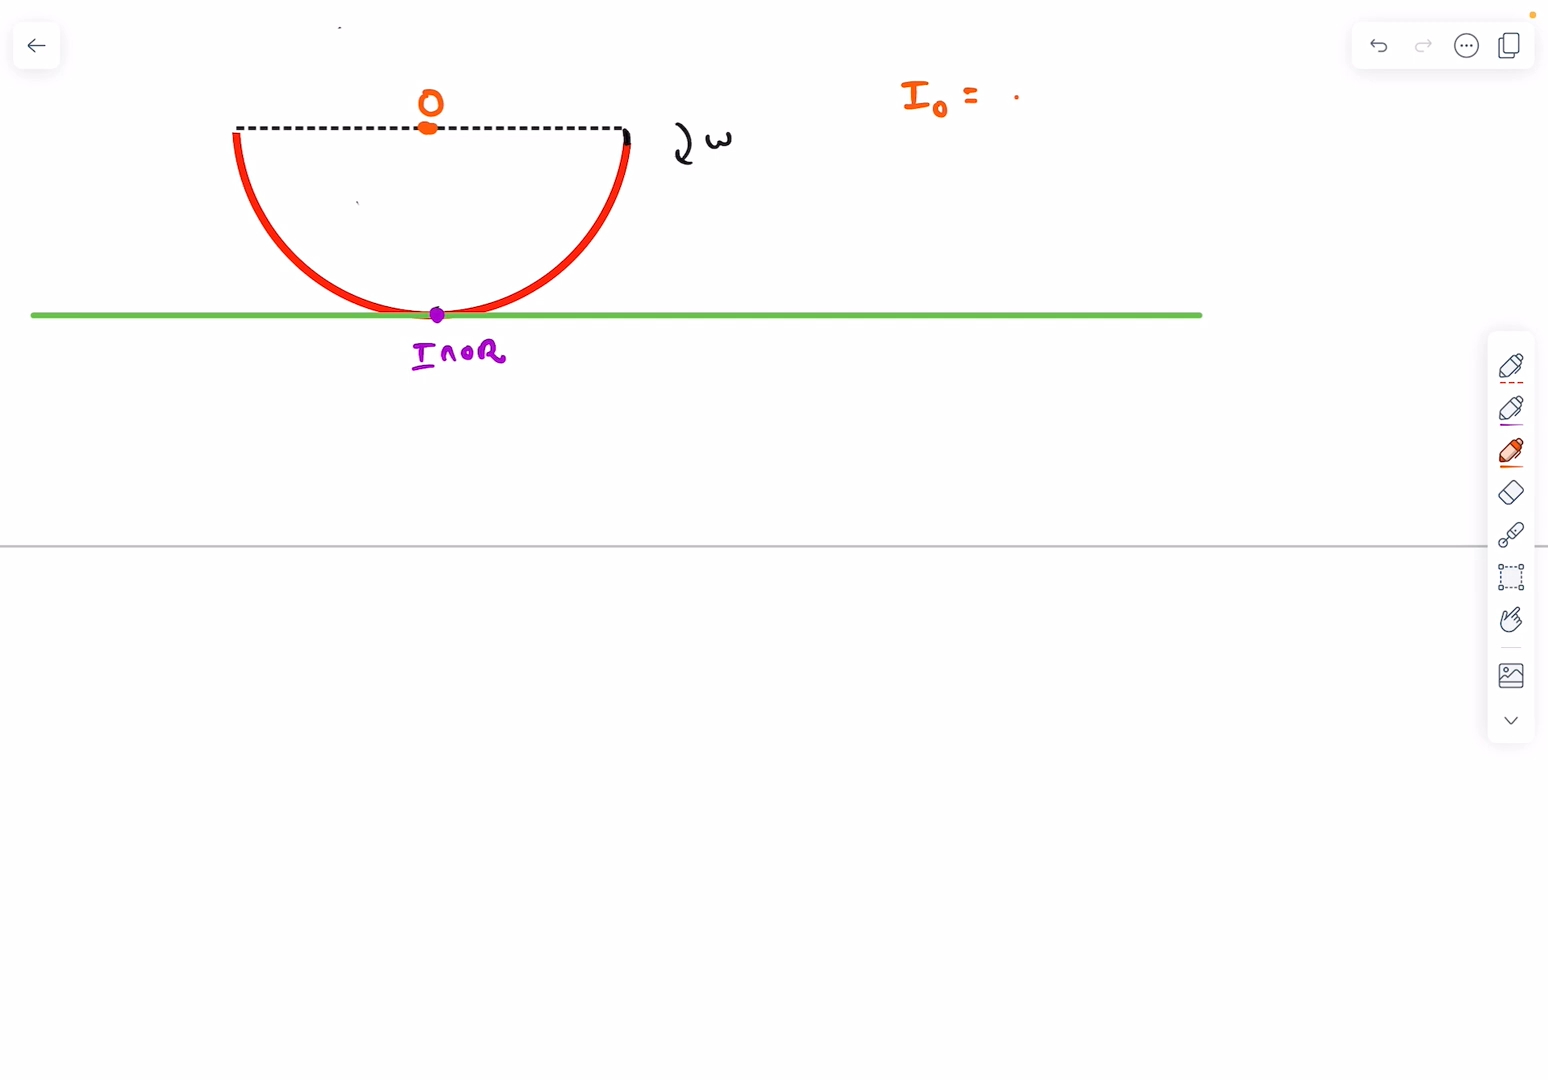 O
I₀ =
ω
IAOR